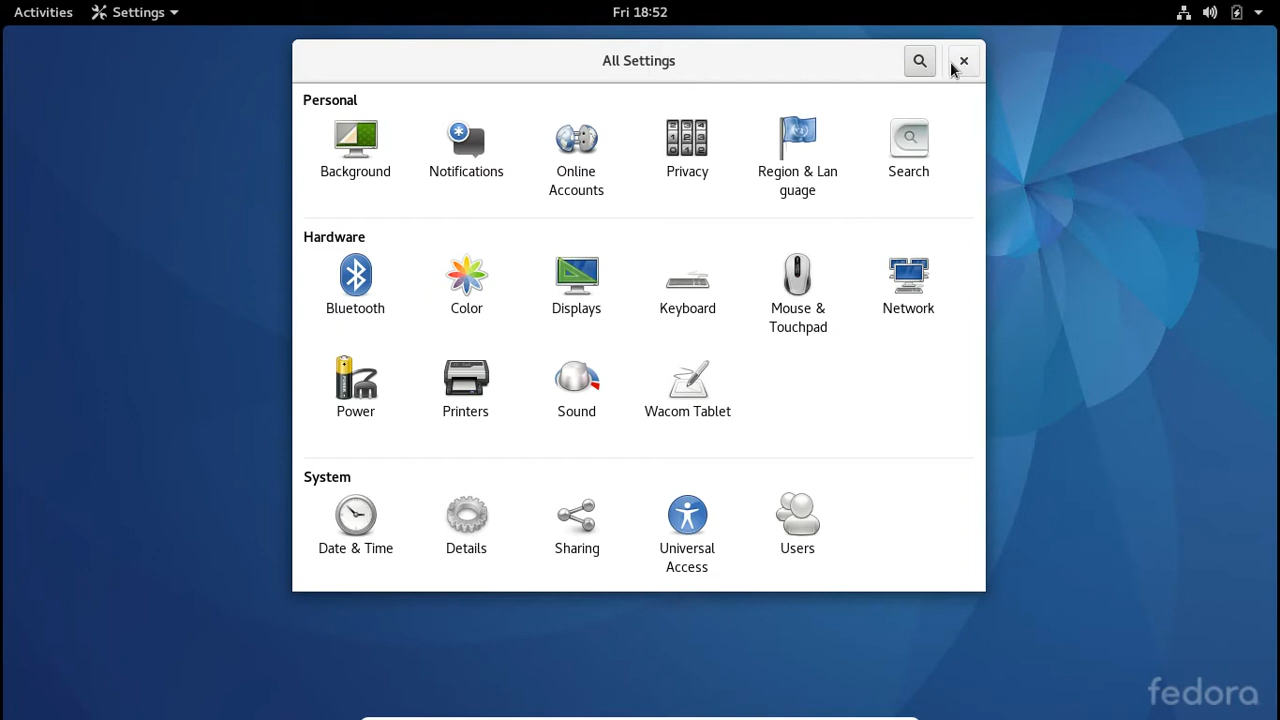 Activities Settings Fri 18:52
All Settings
Personal
Background Notifications Online Accounts Privacy Region & Lan guage Search
Hardware
Bluetooth Color Displays Keyboard Mouse & Touchpad Network
Power Printers Sound Wacom Tablet
System
Date & Time Details Sharing Universal Access Users
fedora